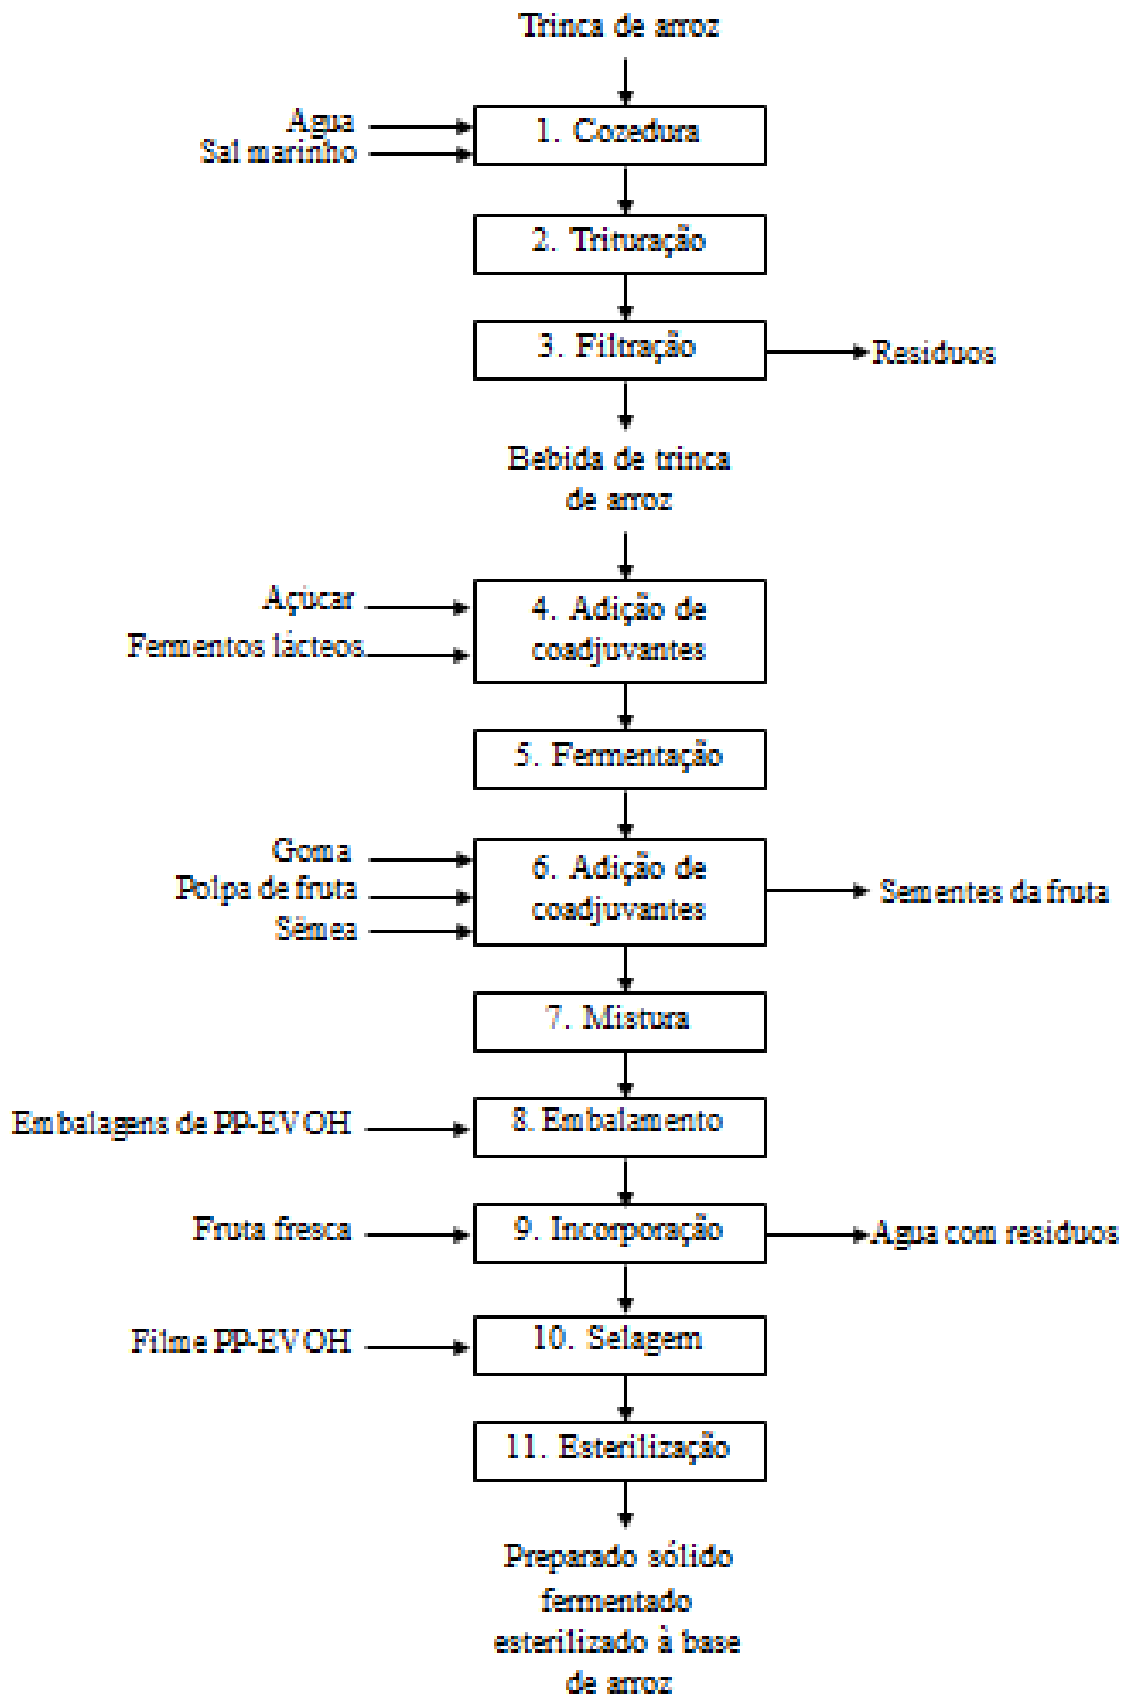 Trinca de arroz
Água
Sal marinho
1. Cozedura
2. Trituração
3. Filtração
Resíduos
Bebida de trinca
de arroz
Açúcar
Fermentos lácteos
4. Adição de
coadjuvantes
5. Fermentação
Goma
Polpa de fruta
Sêmea
6. Adição de
coadjuvantes
Sementes da fruta
7. Mistura
Embalagens de PP-EVOH
8. Embalamento
Fruta fresca
9. Incorporação
Água com resíduos
Filme PP-EVOH
10. Selagem
11. Esterilização
Preparado sólido
fermentado
esterilizado à base
de arroz